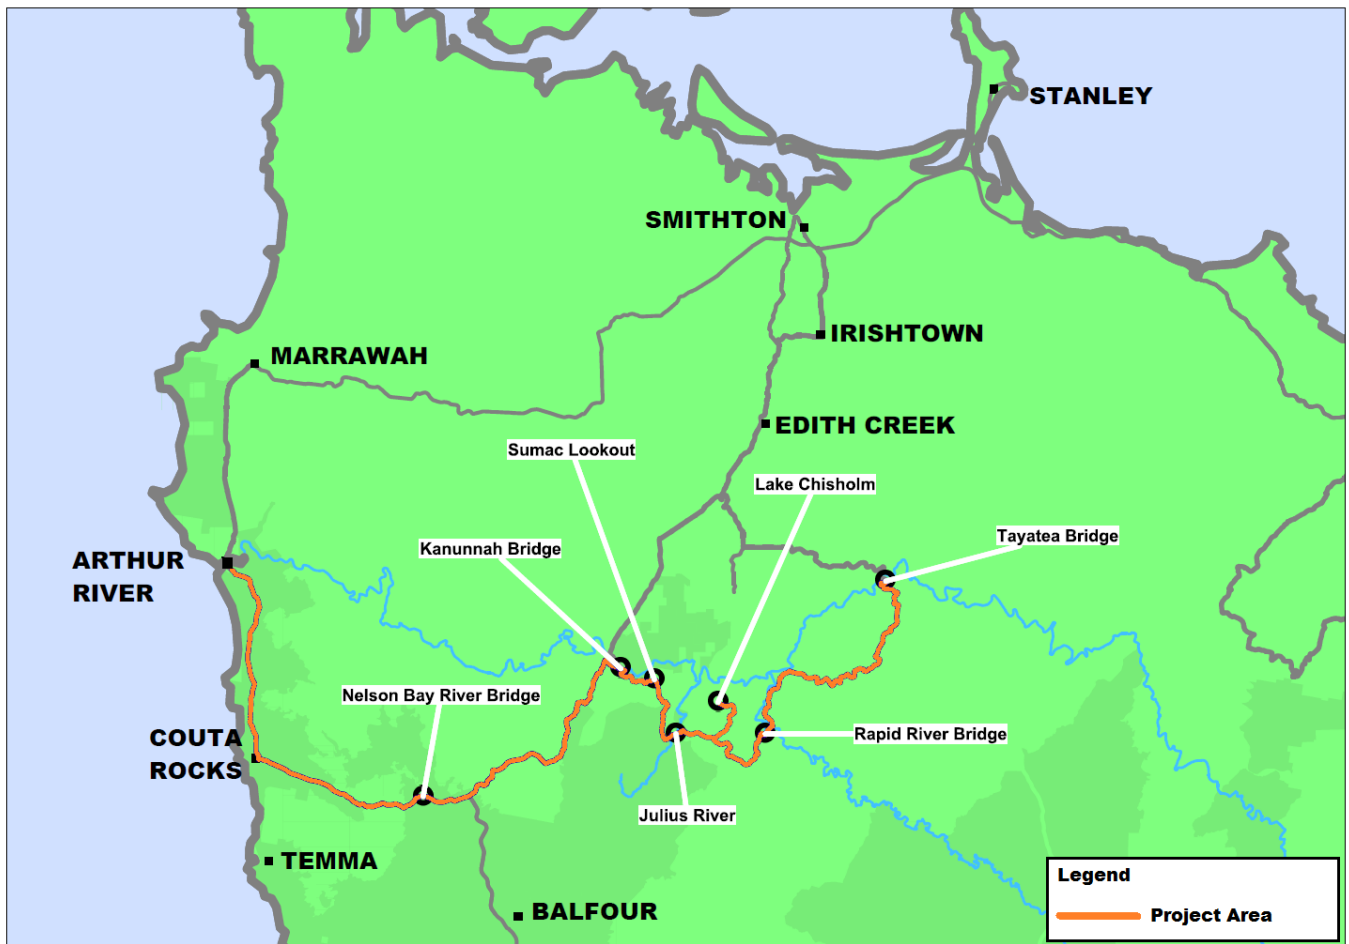 STANLEY
SMITHTON
IRISHTOWN
MARRAWAH
EDITH CREEK
Sumac Lookout
Lake Chisholm
Tayatea Bridge
Kanunnah Bridge
ARTHUR
RIVER
Nelson Bay River Bridge
Rapid River Bridge
COUTA
ROCKS
Julius River
TEMMA
BALFOUR
Legend
Project Area